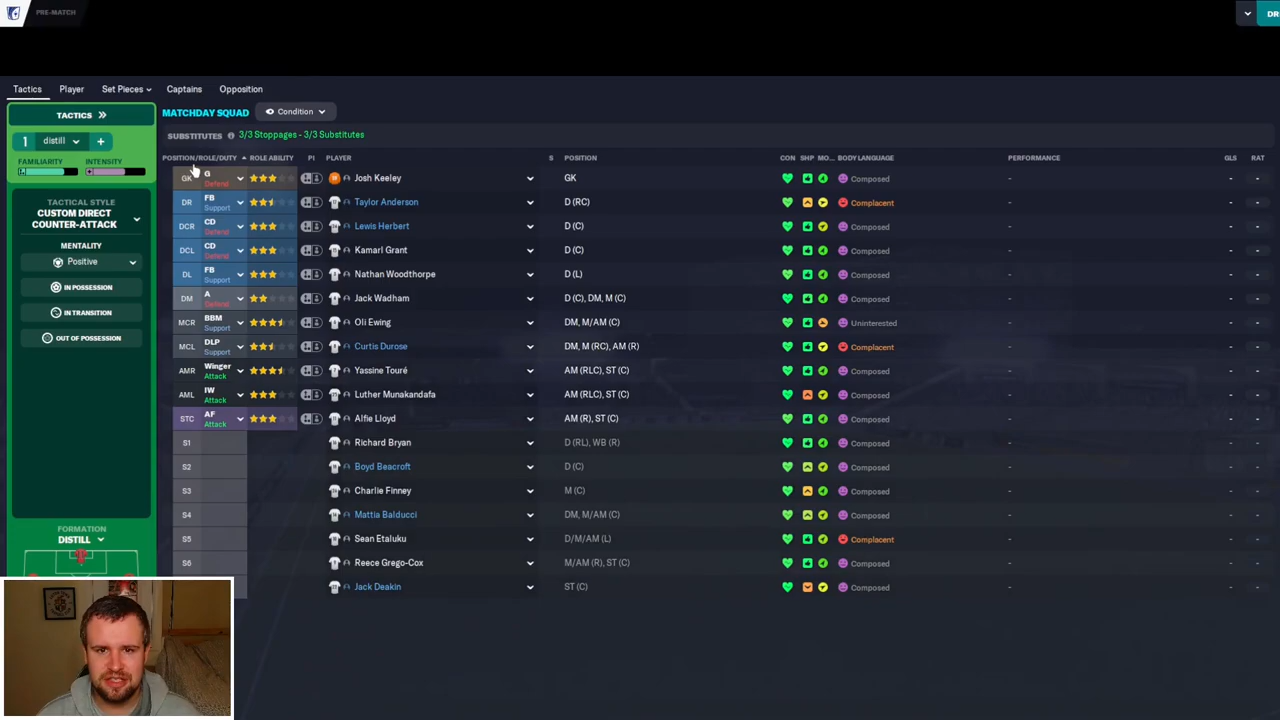 PRE-MATCH
DR
Tactics Player Set Pieces Captains Opposition
TACTICS
MATCHDAY SQUAD Condition
SUBSTITUTES 3/3 Stoppages - 3/3 Substitutes
1 distill +
FAMILIARITY INTENSITY
POSITION/ROLE/DUTY ROLE ABILITY PI PLAYER S POSITION CON SHP MO... BODY LANGUAGE PERFORMANCE GLS RAT
GK G Defend Josh Keeley GK Composed - - -
DR FB Support Taylor Anderson D (RC) Complacent - - -
DCR CD Defend Lewis Herbert D (C) Composed - - -
DCL CD Defend Kamarl Grant D (C) Composed - - -
DL FB Support Nathan Woodthorpe D (L) Composed - - -
DM A Defend Jack Wadham D (C), DM, M (C) Composed - - -
MCR BBM Support Oli Ewing DM, M/AM (C) Uninterested - - -
MCL DLP Support Curtis Durose DM, M (RC), AM (R) Complacent - - -
AMR Winger Attack Yassine Touré AM (RLC), ST (C) Composed - - -
AML IW Attack Luther Munakandafa AM (RLC), ST (C) Composed - - -
STC AF Attack Alfie Lloyd AM (R), ST (C) Composed - - -
S1 Richard Bryan D (RL), WB (R) Composed - - -
S2 Boyd Beacroft D (C) Composed - - -
S3 Charlie Finney M (C) Composed - - -
S4 Mattia Balducci DM, M/AM (C) Composed - - -
S5 Sean Etaluku D/M/AM (L) Complacent - - -
S6 Reece Grego-Cox M/AM (R), ST (C) Composed - - -
Jack Deakin ST (C) Composed - - -
TACTICAL STYLE
CUSTOM DIRECT
COUNTER-ATTACK
MENTALITY
Positive
IN POSSESSION
IN TRANSITION
OUT OF POSSESSION
FORMATION
DISTILL